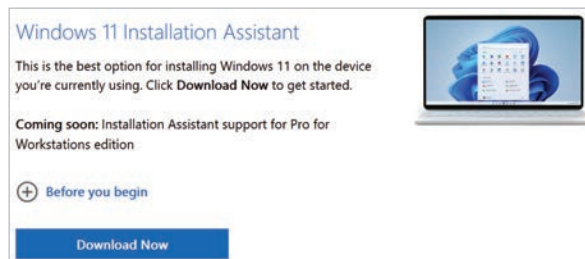 Windows 11 Installation Assistant
This is the best option for installing Windows 11 on the device
you're currently using. Click Download Now to get started.
Coming soon: Installation Assistant support for Pro for
Workstations edition
Before you begin
Download Now